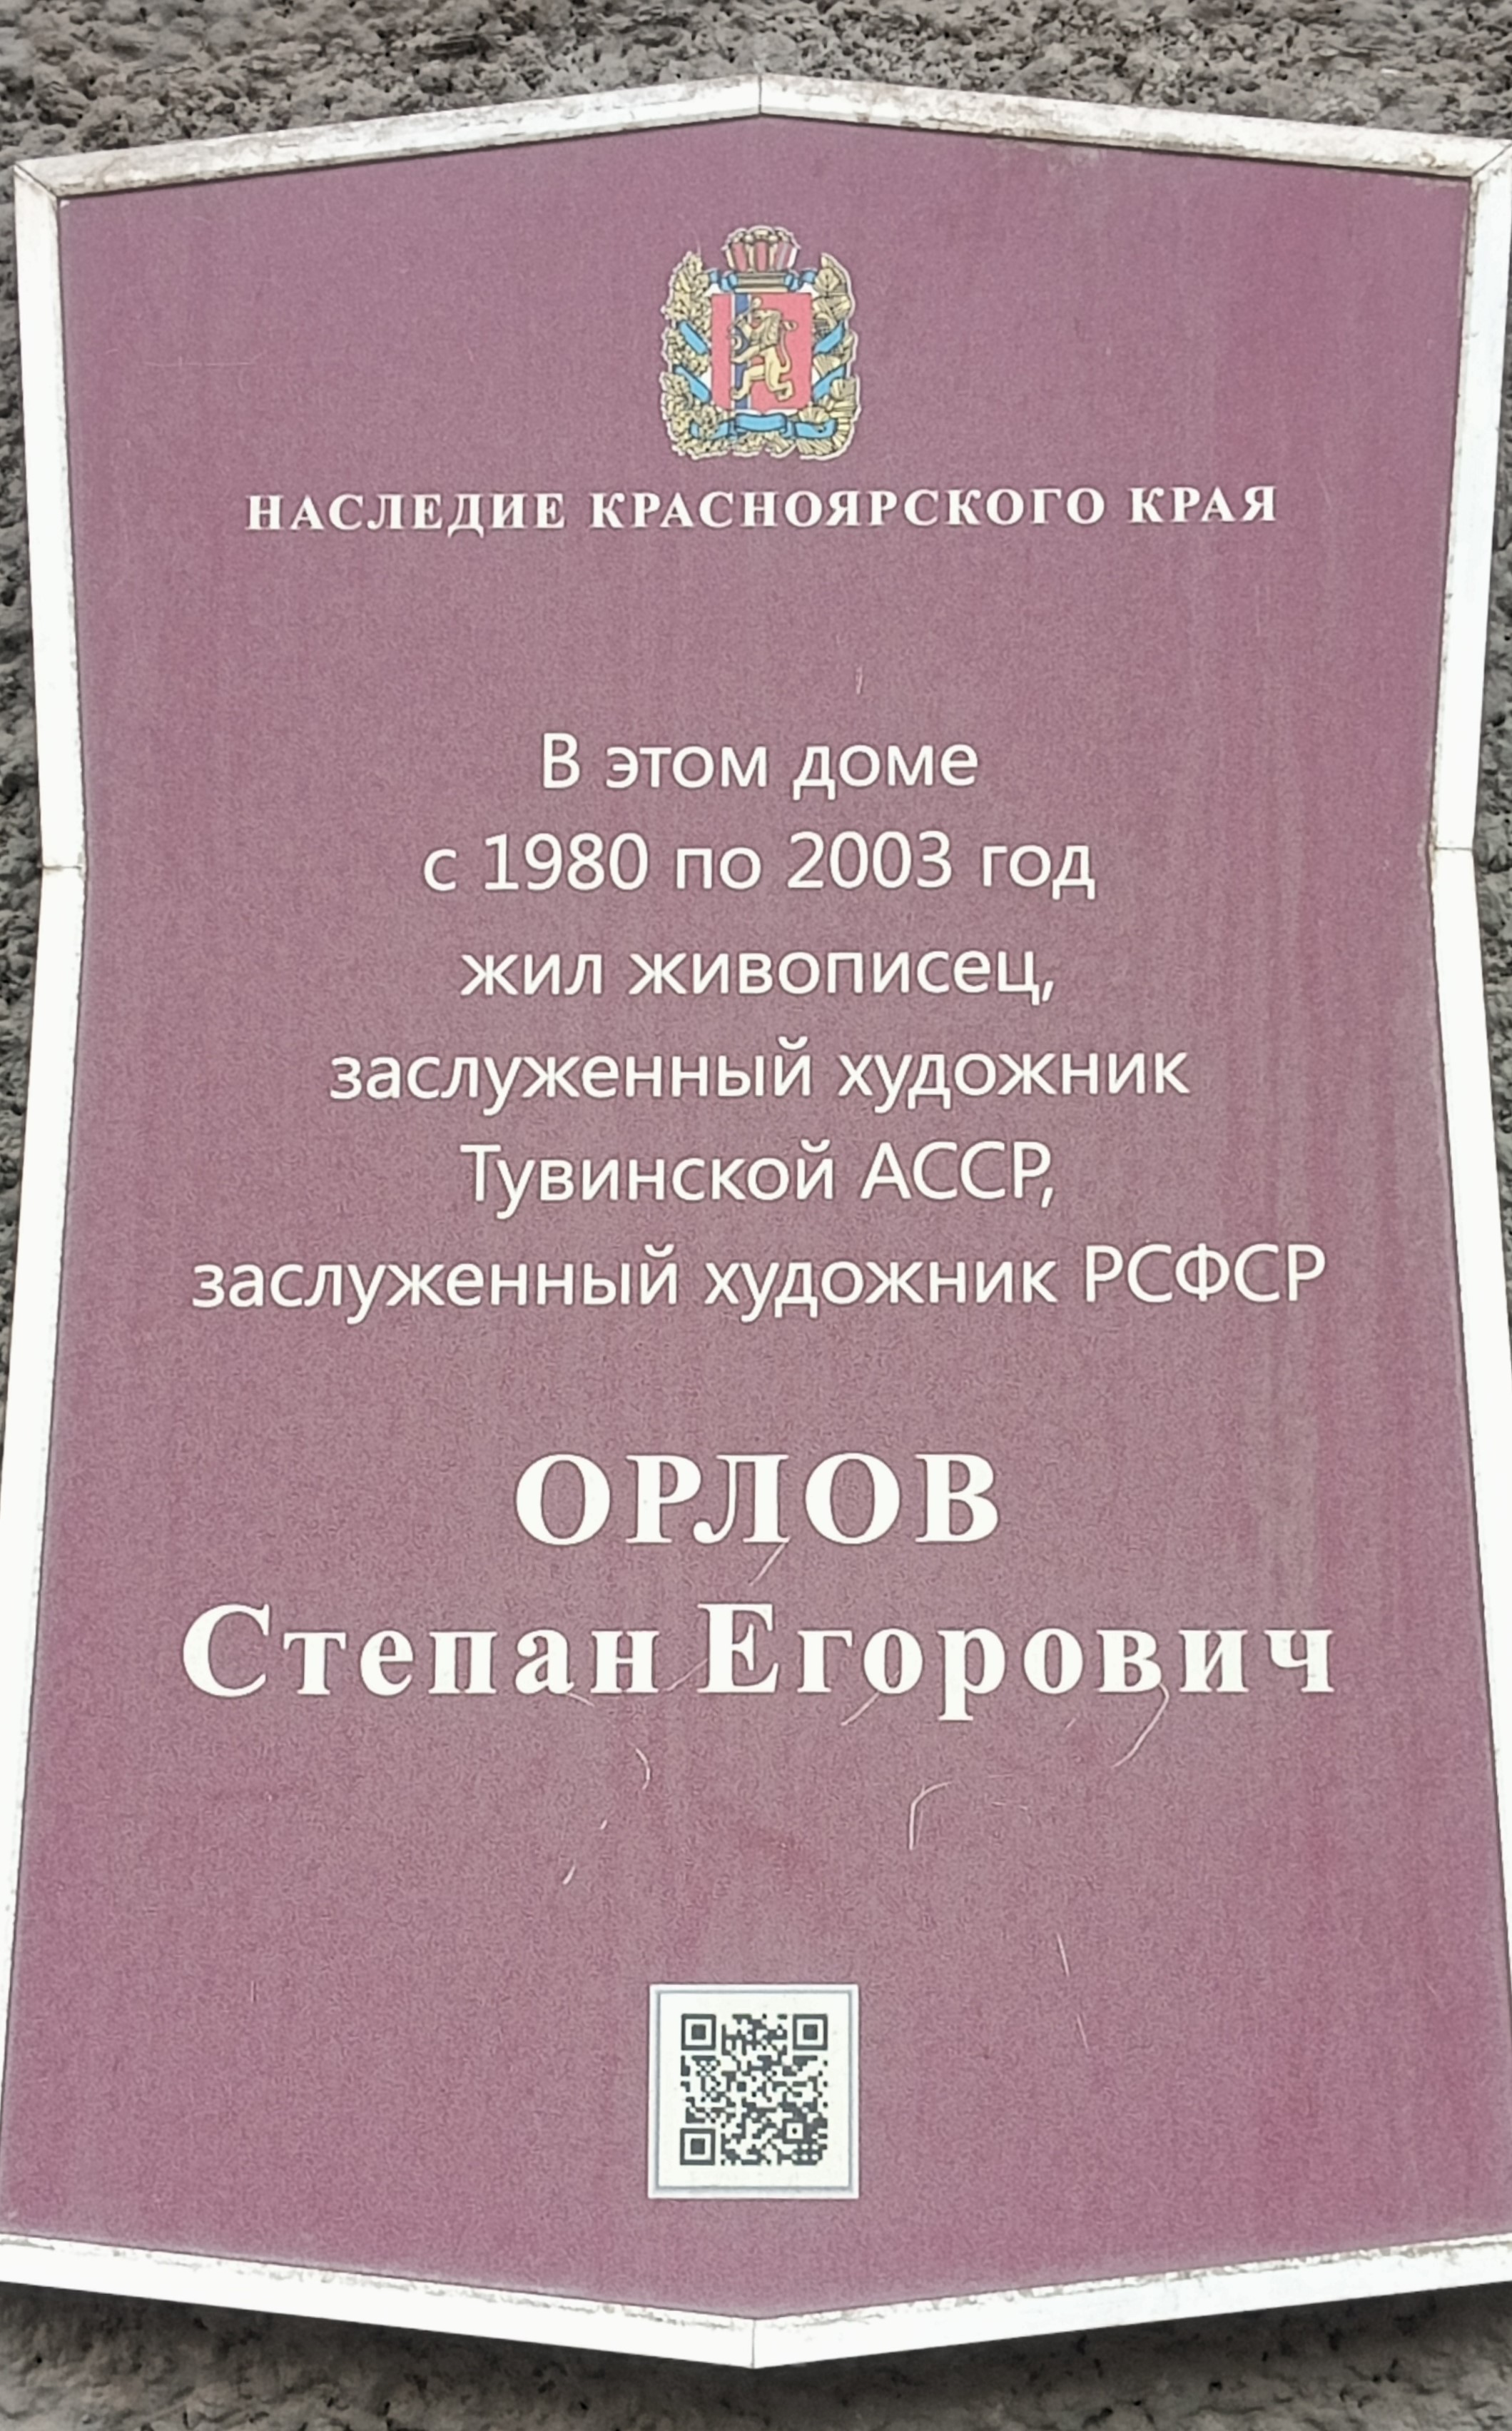 НАСЛЕДИЕ КРАСНОЯРСКОГО КРАЯ
В этом доме
с 1980 по 2003 год
жил живописец,
заслуженный художник
Тувинской АССР,
заслуженный художник РСФСР
ОРЛОВ
Степан Егорович